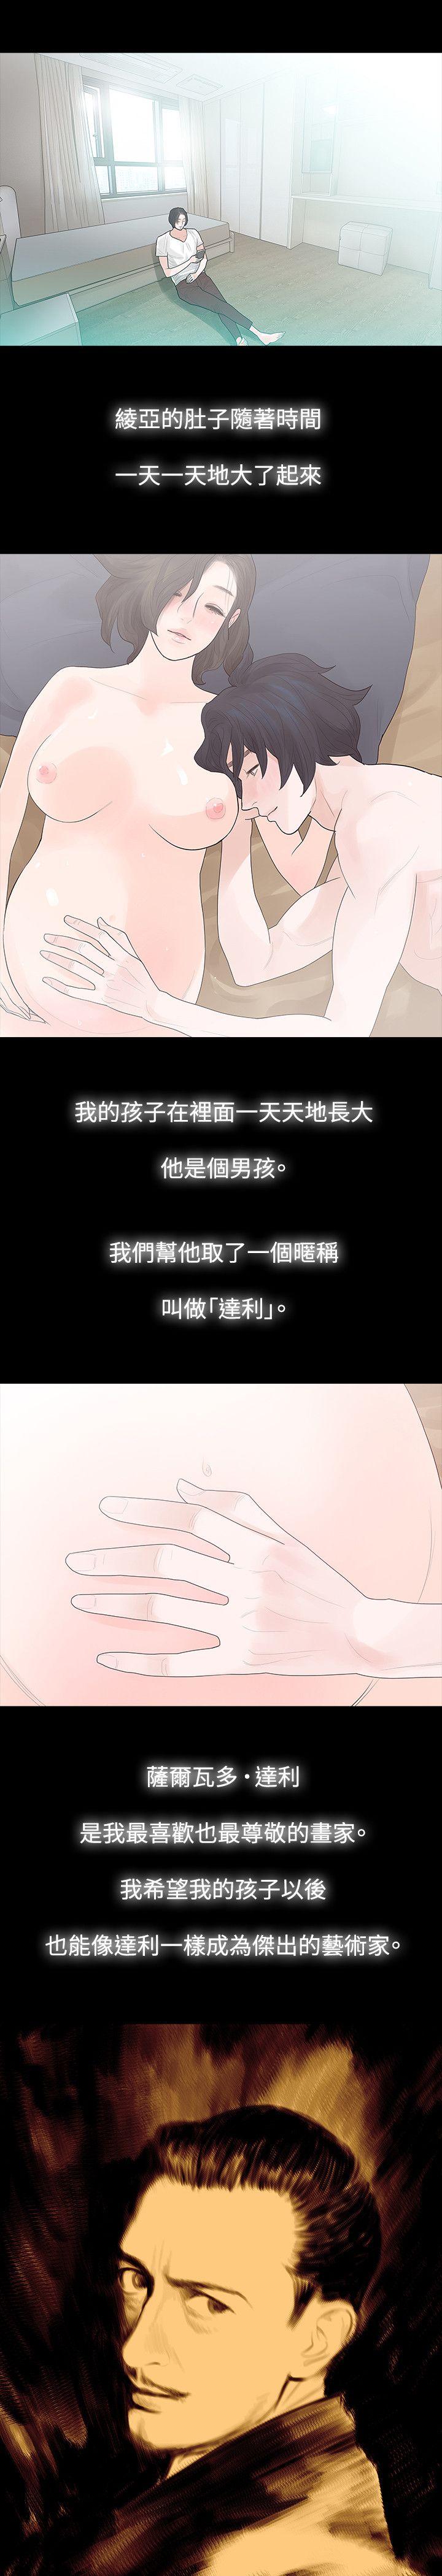 綾亞的肚子隨著時間
一天一天地大了起來
我的孩子在裡面一天天地長大
他是個男孩。
我們幫他取了一個暱稱
叫做「達利」。
薩爾瓦多·達利
是我最喜歡也最尊敬的畫家。
我希望我的孩子以後
也能像達利一樣成為傑出的藝術家。